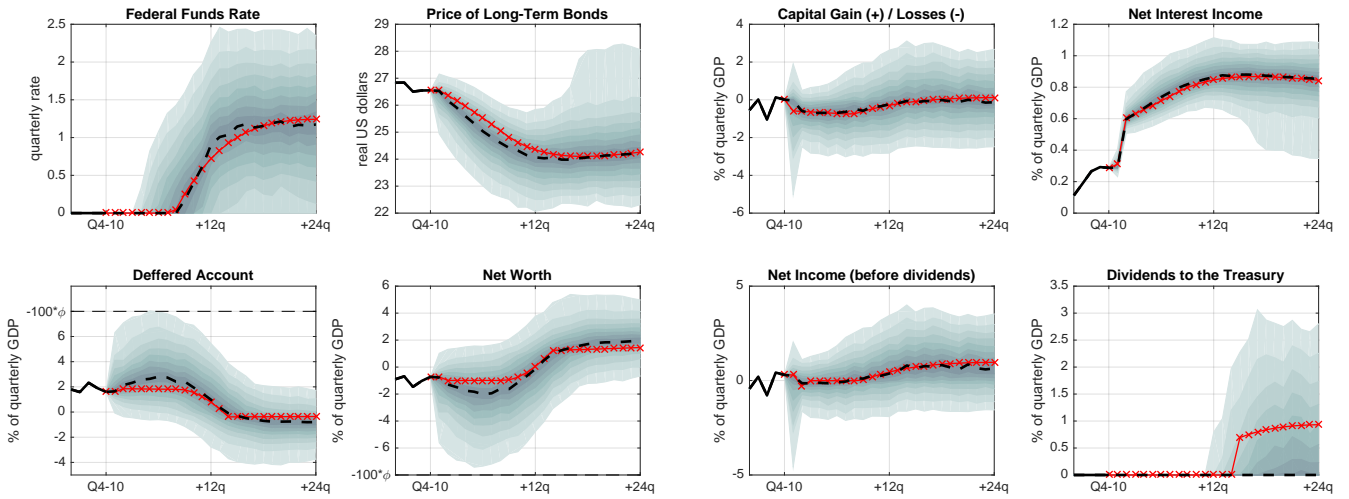 Federal Funds Rate
quarterly rate
2.5
2
1.5
1
0.5
0
Q4-10 +12q +24q
Price of Long-Term Bonds
real US dollars
29
28
27
26
25
24
23
22
Q4-10 +12q +24q
Capital Gain (+) / Losses (-)
% of quarterly GDP
4
2
0
-2
-4
-6
Q4-10 +12q +24q
Net Interest Income
% of quarterly GDP
1.2
1
0.8
0.6
0.4
0.2
0
Q4-10 +12q +24q
Deffered Account
% of quarterly GDP
-100*ϕ
6
4
2
0
-2
-4
Q4-10 +12q +24q
Net Worth
% of quarterly GDP
6
4
2
0
-2
-4
-6
-100*ϕ
Q4-10 +12q +24q
Net Income (before dividends)
% of quarterly GDP
5
0
-5
Q4-10 +12q +24q
Dividends to the Treasury
% of quarterly GDP
3.5
3
2.5
2
1.5
1
0.5
0
Q4-10 +12q +24q